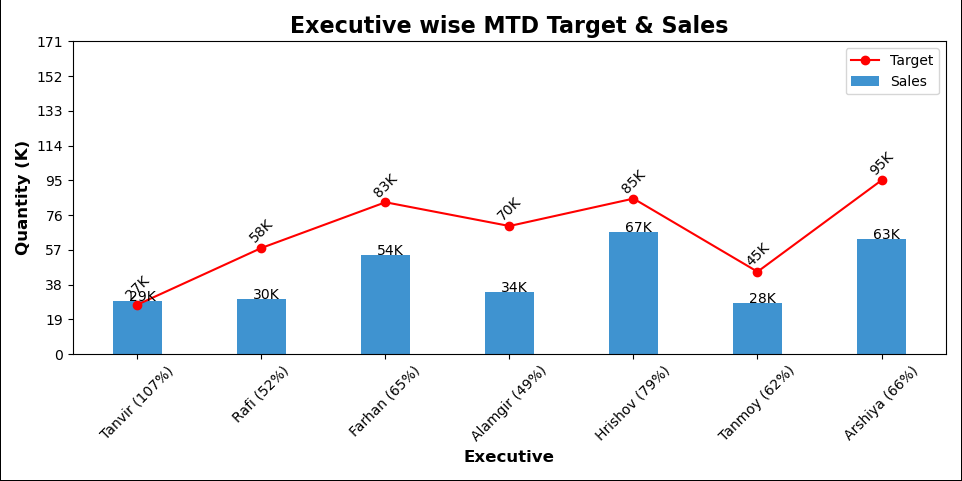 Executive wise MTD Target & Sales
171
152
133
114
95
76
57
38
19
0
Quantity (K)
Target
Sales
27K
58K
83K
70K
85K
45K
95K
29K
30K
54K
34K
67K
28K
63K
Tanvir (107%)
Rafi (52%)
Farhan (65%)
Alamgir (49%)
Hrishov (79%)
Tanmoy (62%)
Arshiya (66%)
Executive